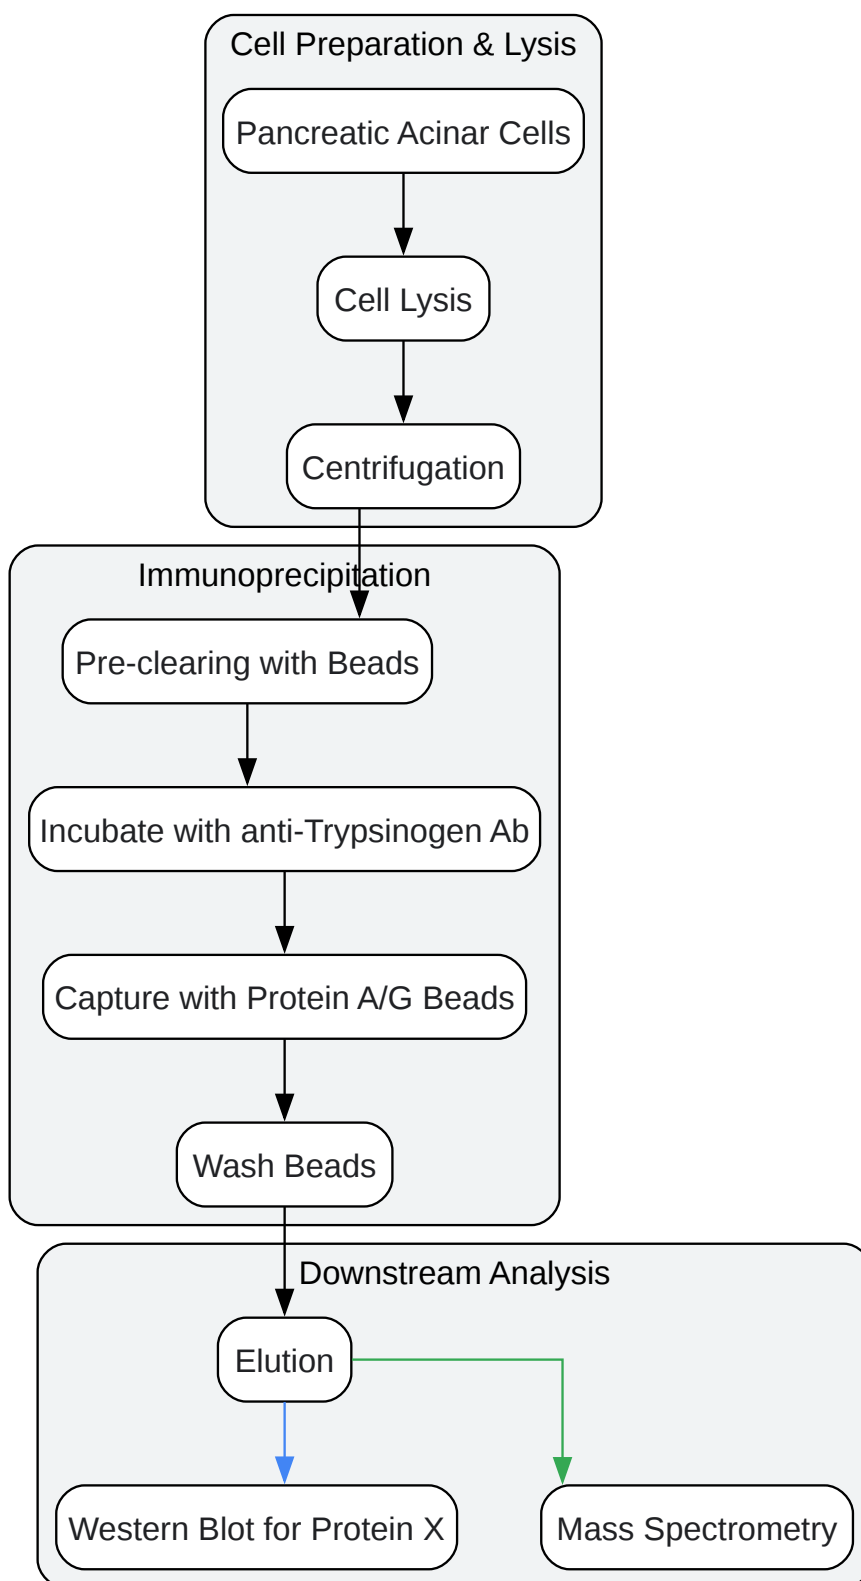 Cell Preparation & Lysis
Pancreatic Acinar Cells
Cell Lysis
Centrifugation
Immunoprecipitation
Pre-clearing with Beads
Incubate with anti-Trypsinogen Ab
Capture with Protein A/G Beads
Wash Beads
Downstream Analysis
Elution
Western Blot for Protein X
Mass Spectrometry